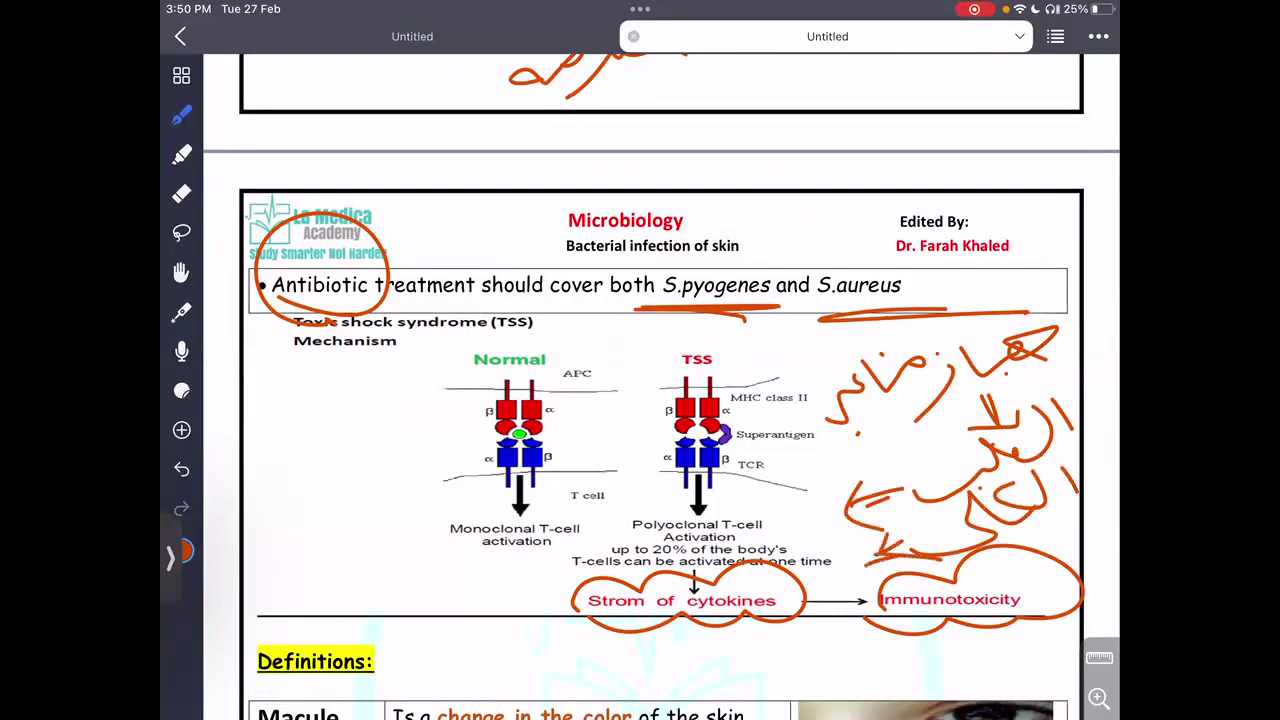 3:50 PM Tue 27 Feb
25%
Untitled
Untitled
La Medica
Academy
Study Smarter Not Harder
Microbiology
Bacterial infection of skin
Edited By:
Dr. Farah Khaled
• Antibiotic treatment should cover both S.pyogenes and S.aureus
Toxic shock syndrome (TSS)
Mechanism
Normal
TSS
APC
MHC class II
β
α
β
α
Superantigen
α
β
α
β
TCR
T cell
Monoclonal T-cell
activation
Polyoclonal T-cell
Activation
up to 20% of the body's
T-cells can be activated at one time
Strom of cytokines
Immunotoxicity
Definitions:
Macule
Is a change in the color of the skin